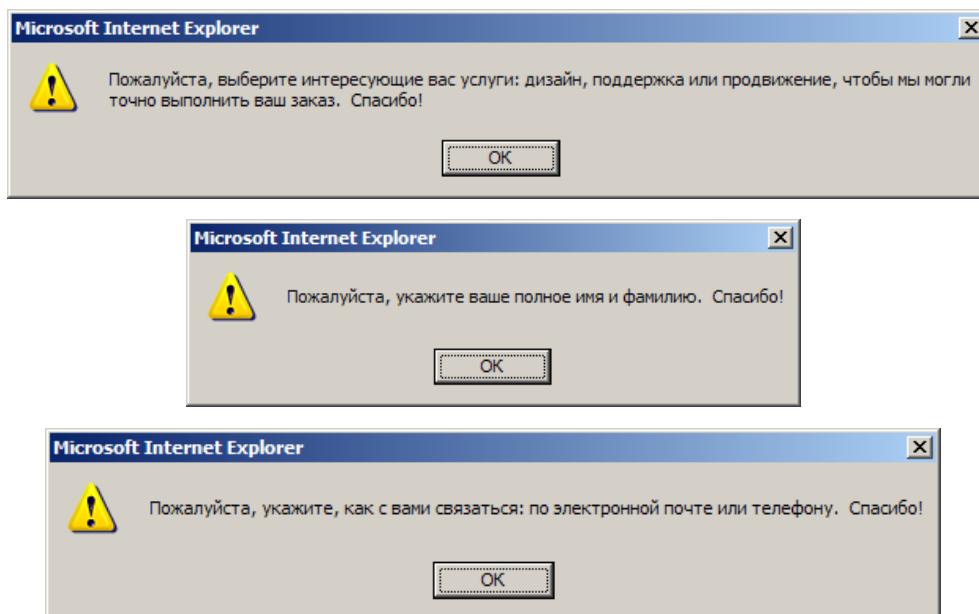 Microsoft Internet Explorer
Пожалуйста, выберите интересующие вас услуги: дизайн, поддержка или продвижение, чтобы мы могли
точно выполнить ваш заказ.  Спасибо!
OK
Microsoft Internet Explorer
Пожалуйста, укажите ваше полное имя и фамилию.  Спасибо!
OK
Microsoft Internet Explorer
Пожалуйста, укажите, как с вами связаться: по электронной почте или телефону.  Спасибо!
OK